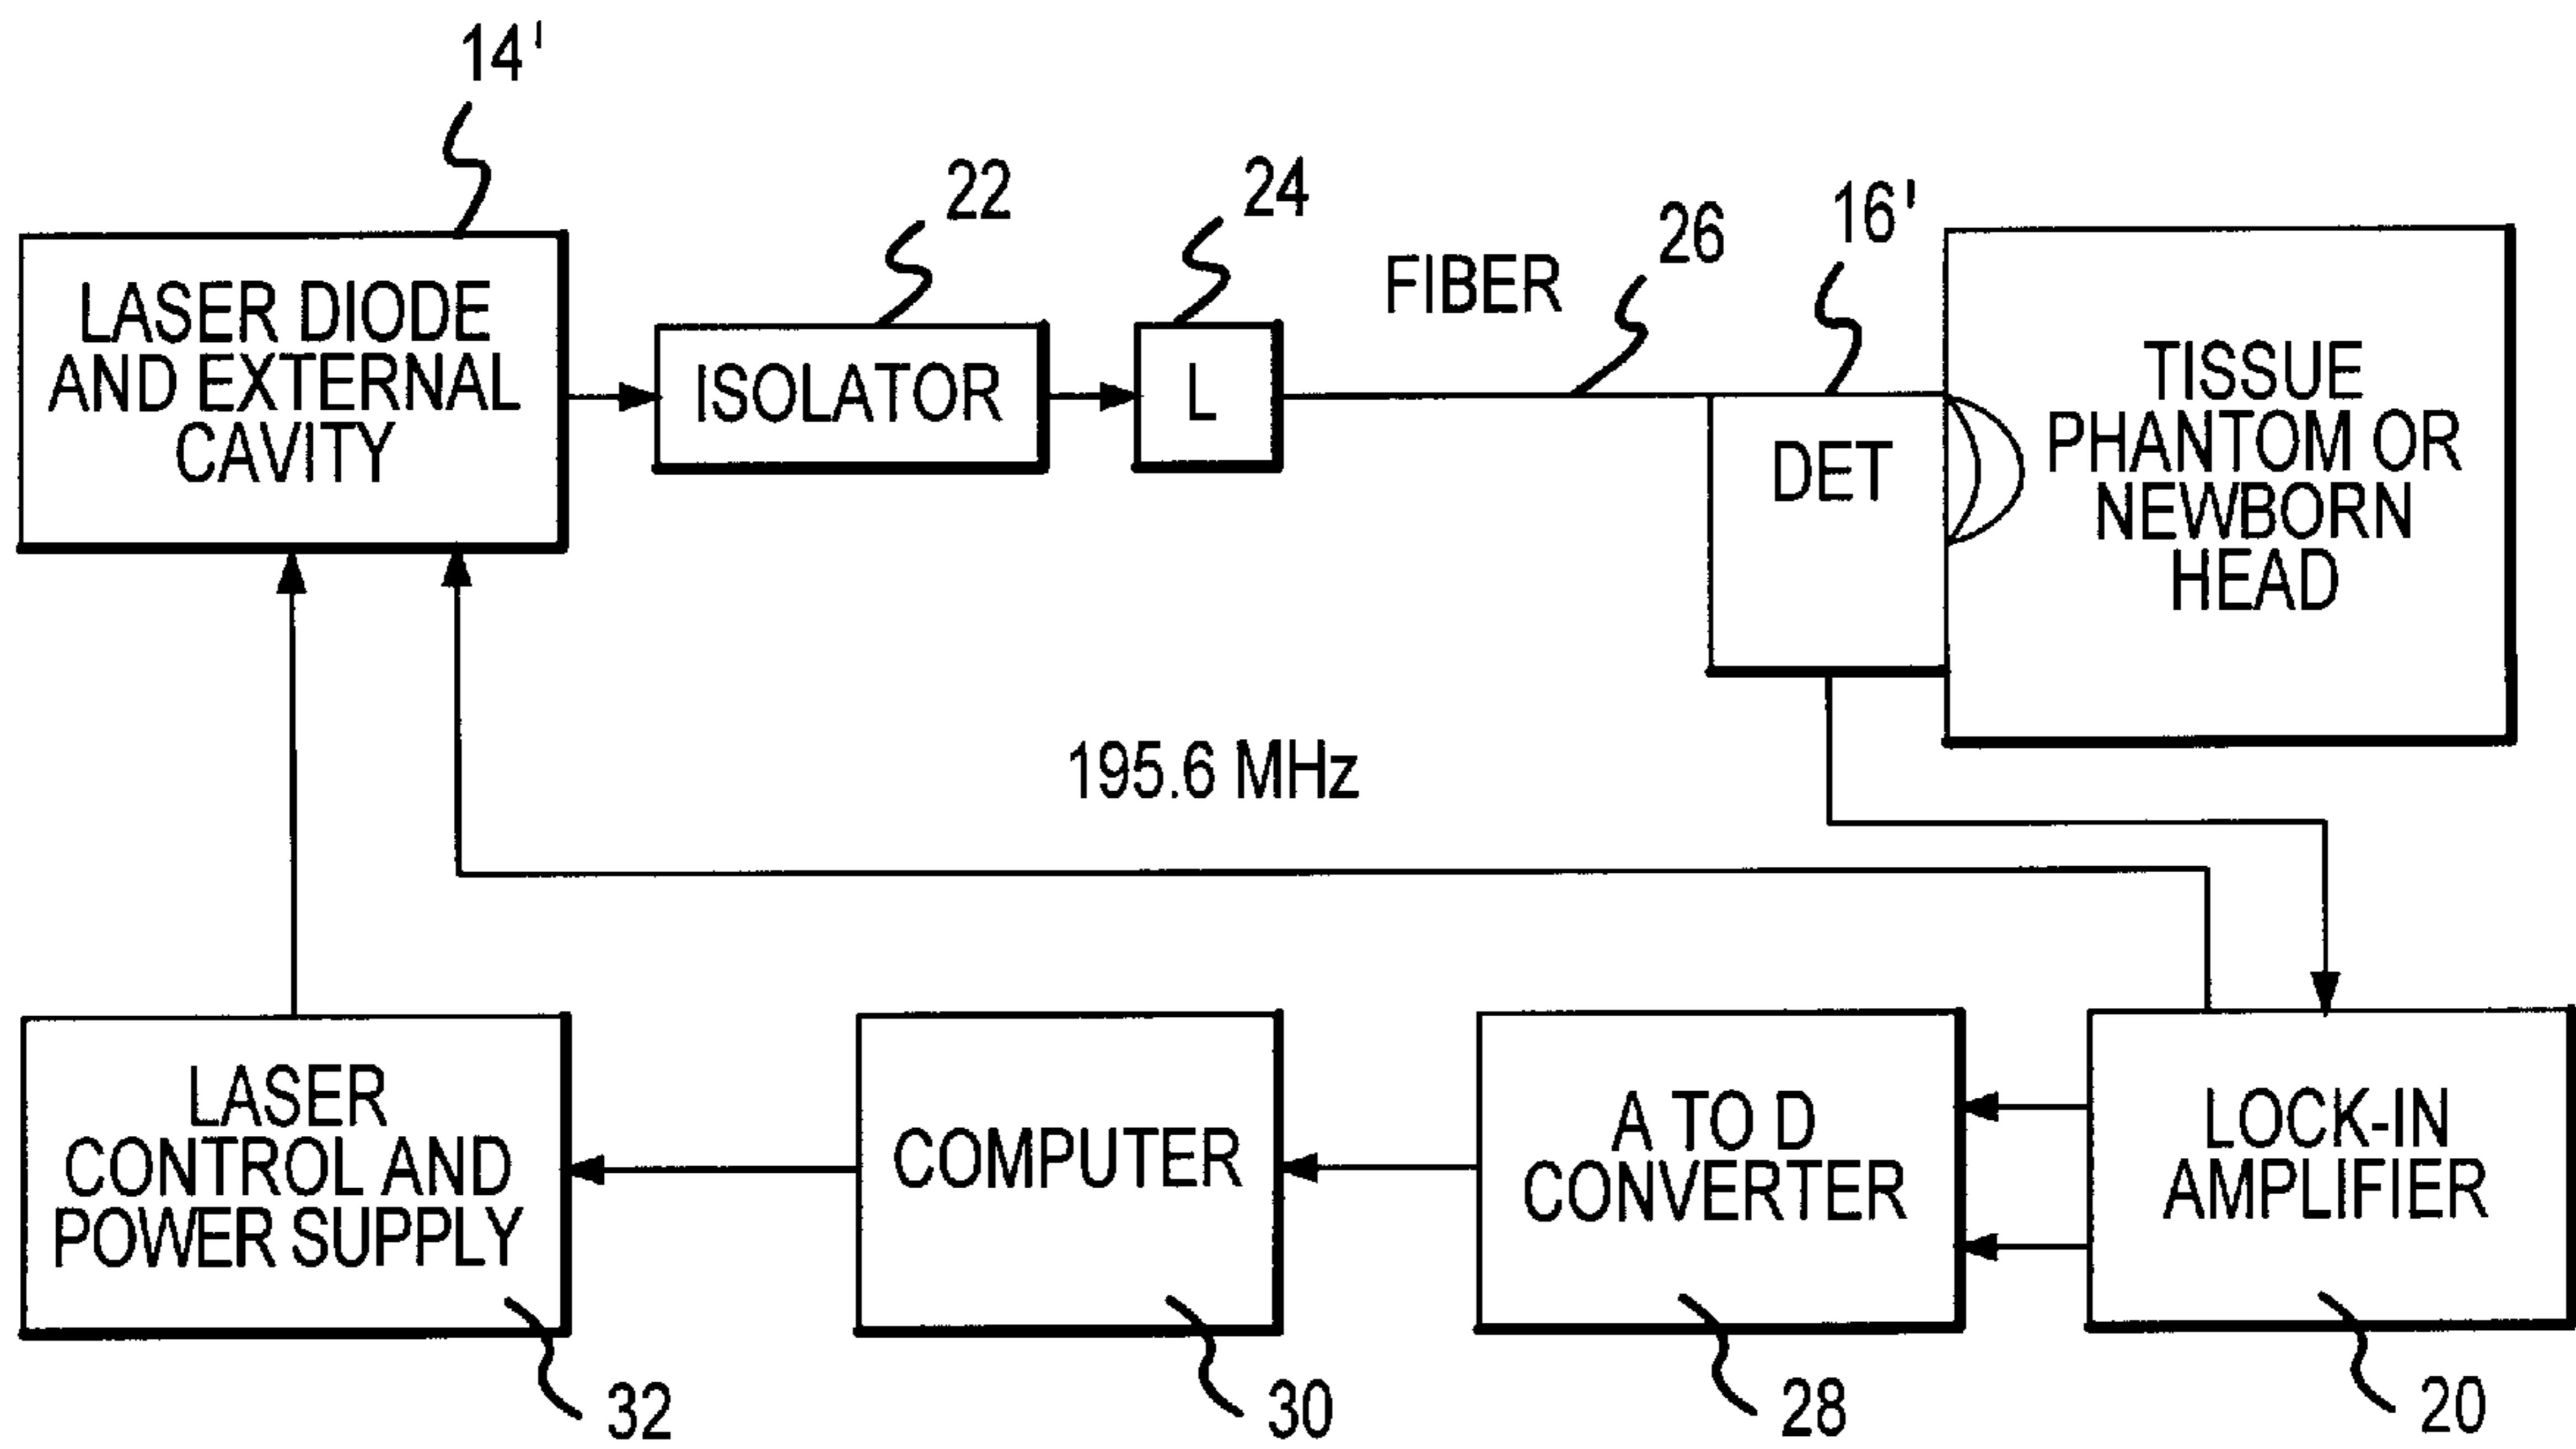 14'
22
24
FIBER
26
16'
LASER DIODE
AND EXTERNAL
CAVITY
ISOLATOR
L
DET
TISSUE
PHANTOM OR
NEWBORN
HEAD
195.6 MHz
LASER
CONTROL AND
POWER SUPPLY
COMPUTER
A TO D
CONVERTER
LOCK-IN
AMPLIFIER
32
30
28
20